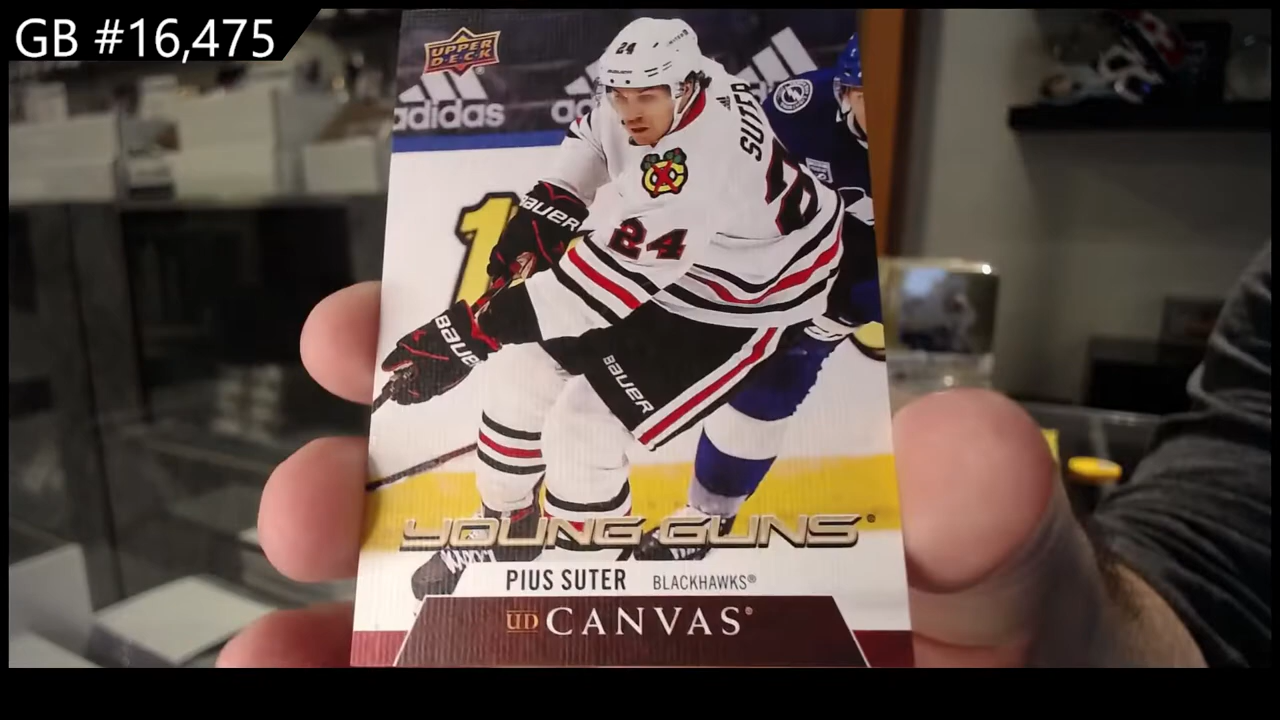 GB #16,475
24
UPPER
DECK
adidas
SUTER
24
BAUER
BAUER
BAUER
YOUNG GUNS®
PIUS SUTER BLACKHAWKS®
UD CANVAS®